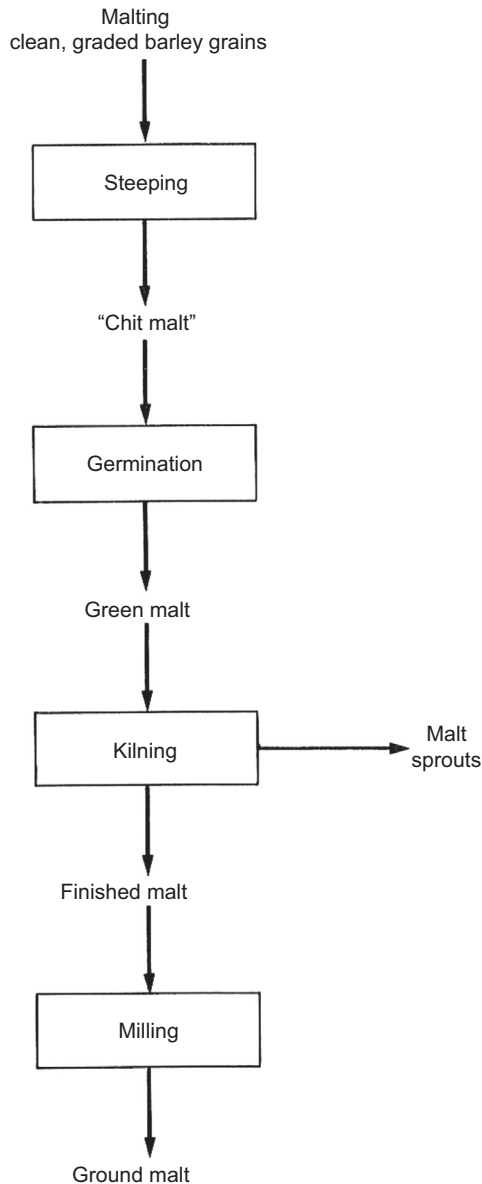 Malting
clean, graded barley grains
Steeping
“Chit malt”
Germination
Green malt
Kilning
Malt
sprouts
Finished malt
Milling
Ground malt